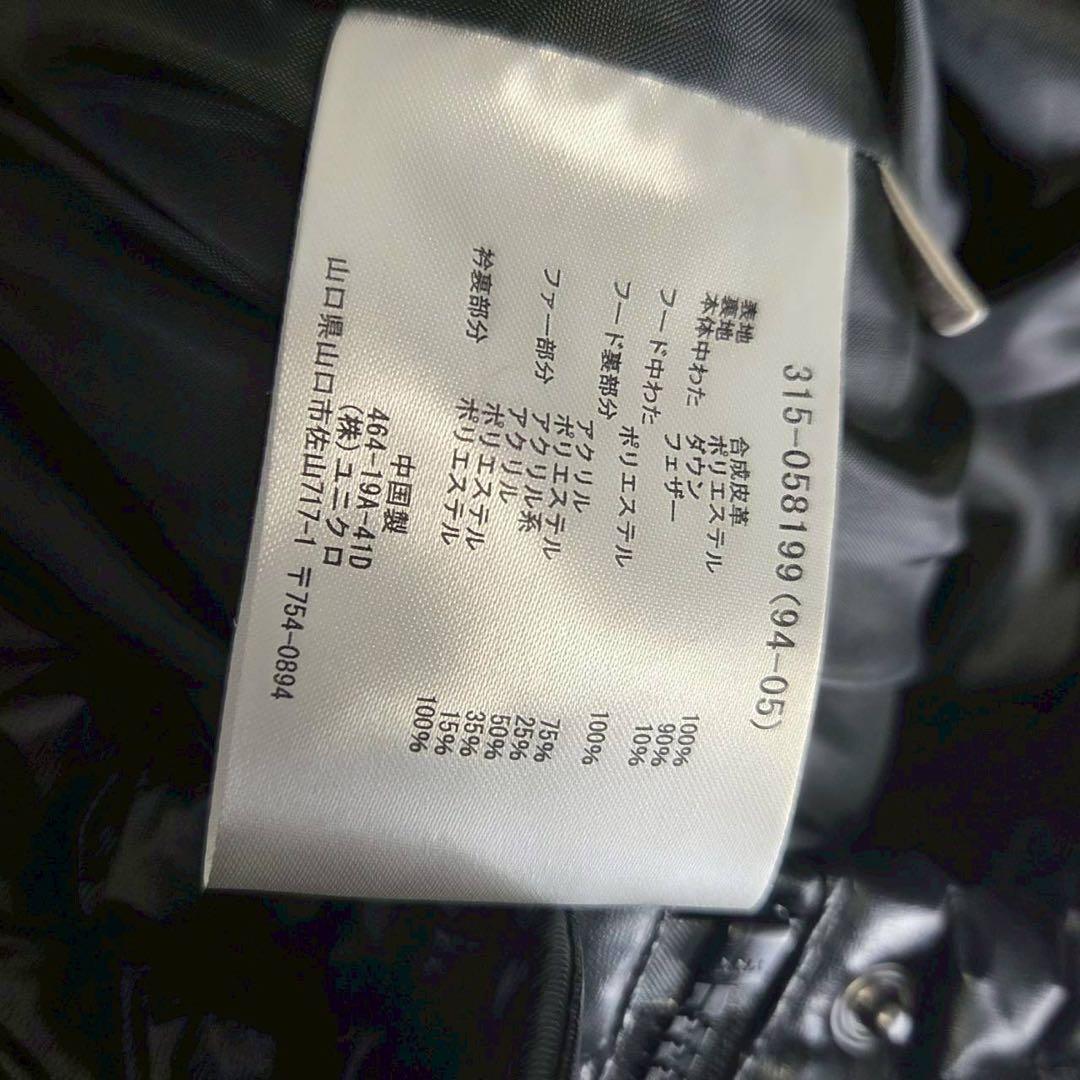 315-058199(94-05)
表地 合成皮革
裏地 ポリエステル 100%
本体中わた ダウン 90%
フェザー 10%
フード中わた ポリエステル 100%
フード裏部分 アクリル 75%
ポリエステル 25%
ファー部分 アクリル系 50%
アクリル 35%
ポリエステル 15%
衿裏部分 ポリエステル 100%
中国製
464-19A-41D
(株)ユニクロ
山口県山口市佐山717-1 〒754-0894